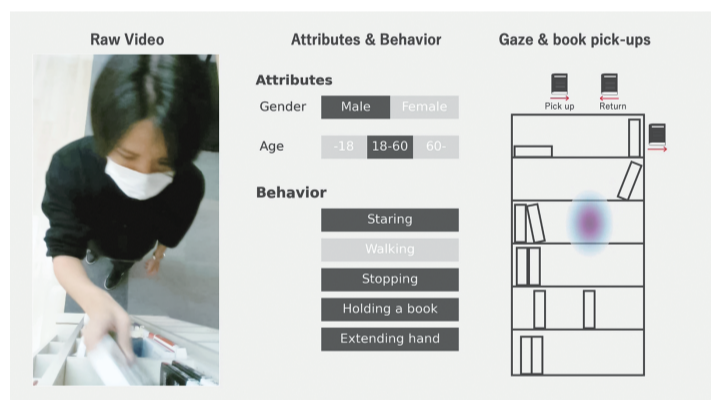 Raw Video
Attributes & Behavior
Gaze & book pick-ups
Attributes
Gender Male Female
Age -18 18-60 60-
Behavior
Staring
Walking
Stopping
Holding a book
Extending hand
Pick up Return